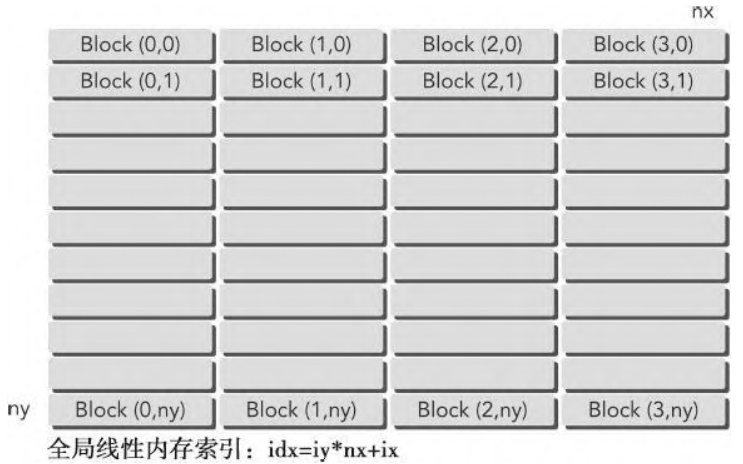 nx
Block (0,0) Block (1,0) Block (2,0) Block (3,0)
Block (0,1) Block (1,1) Block (2,1) Block (3,1)
ny Block (0,ny) Block (1,ny) Block (2,ny) Block (3,ny)
全局线性内存索引：idx=iy*nx+ix